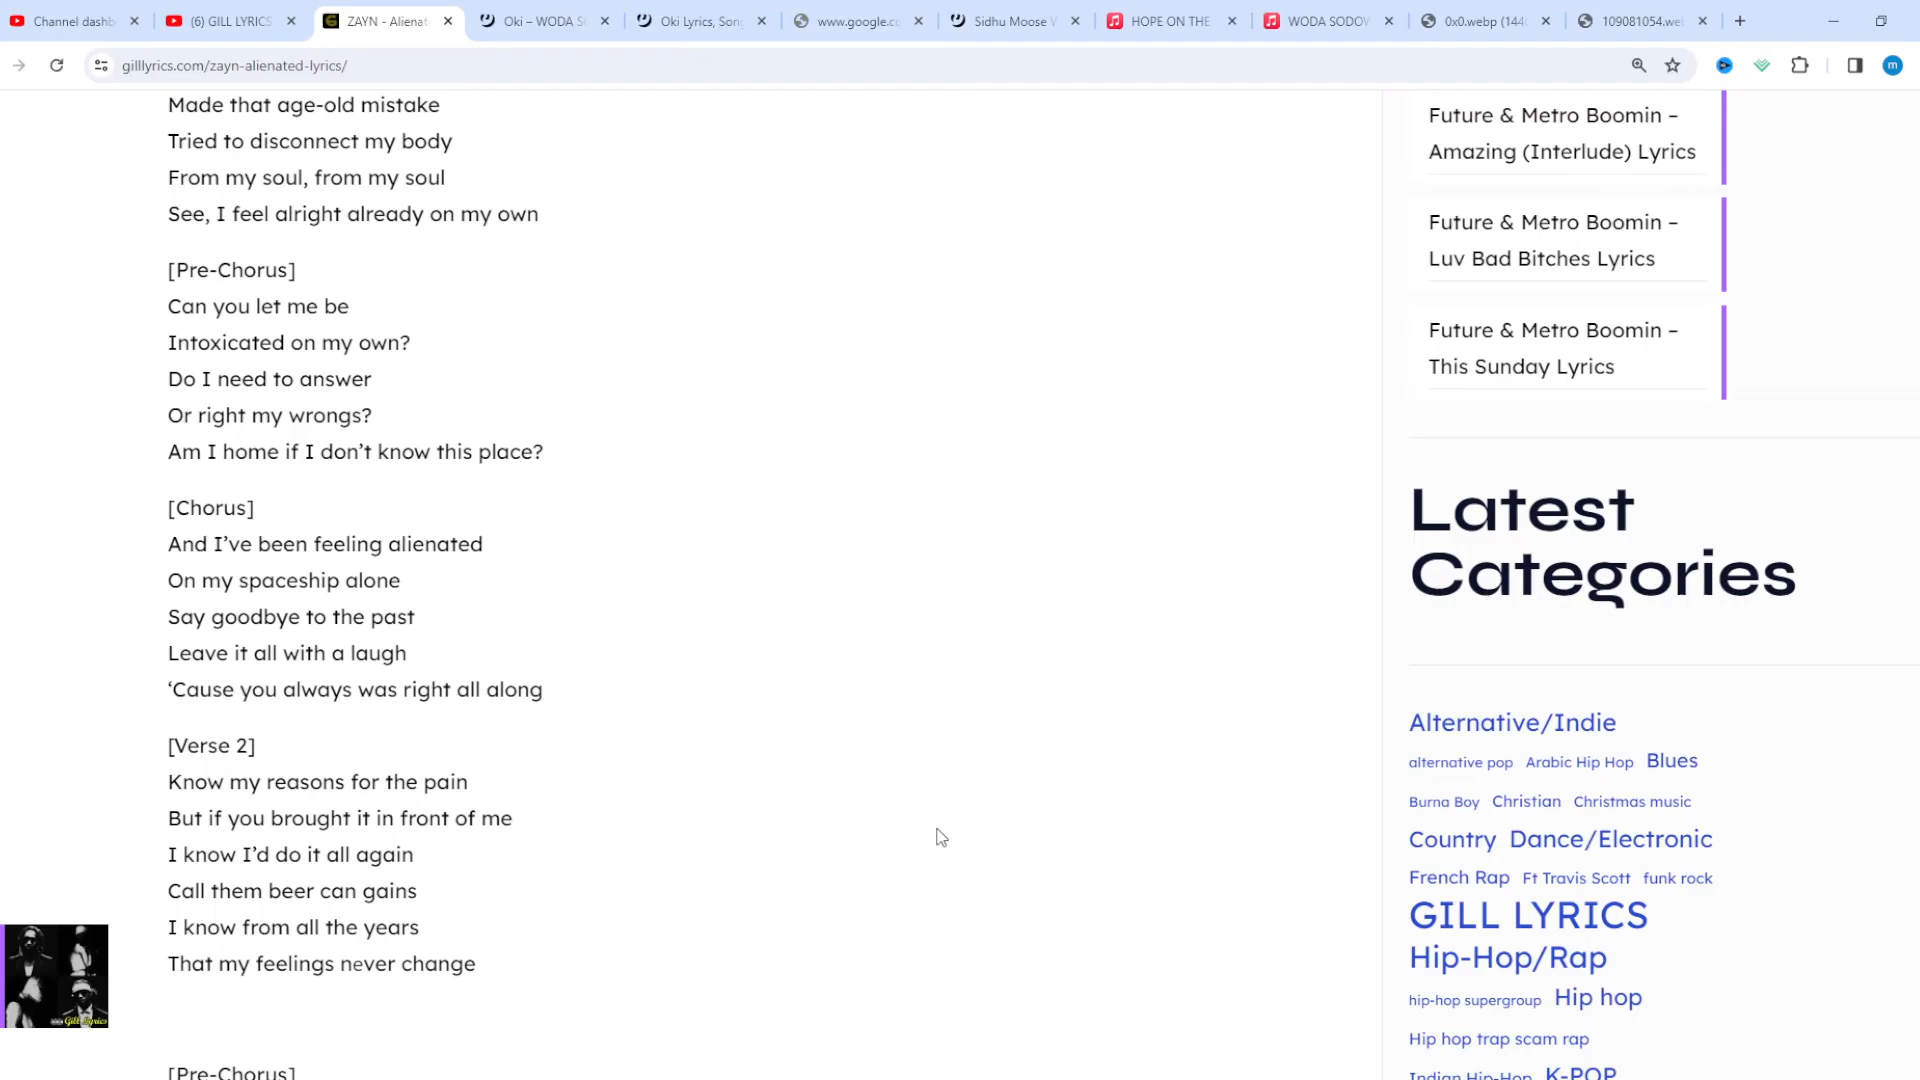 Channel dashb
(6) GILL LYRICS
ZAYN - Alienate
Oki – WODA S
Oki Lyrics, Song
www.google.co
Sidhu Moose W
HOPE ON THE
WODA SODOW
0x0.webp (144
109081054.we
gilllyrics.com/zayn-alienated-lyrics/
m
Made that age-old mistake
Tried to disconnect my body
From my soul, from my soul
See, I feel alright already on my own
[Pre-Chorus]
Can you let me be
Intoxicated on my own?
Do I need to answer
Or right my wrongs?
Am I home if I don’t know this place?
[Chorus]
And I’ve been feeling alienated
On my spaceship alone
Say goodbye to the past
Leave it all with a laugh
‘Cause you always was right all along
[Verse 2]
Know my reasons for the pain
But if you brought it in front of me
I know I’d do it all again
Call them beer can gains
I know from all the years
That my feelings never change
[Pre-Chorus]
Gill Lyrics
Future & Metro Boomin –
Amazing (Interlude) Lyrics
Future & Metro Boomin –
Luv Bad Bitches Lyrics
Future & Metro Boomin –
This Sunday Lyrics
Latest
Categories
Alternative/Indie
alternative pop Arabic Hip Hop Blues
Burna Boy Christian Christmas music
Country Dance/Electronic
French Rap Ft Travis Scott funk rock
GILL LYRICS
Hip-Hop/Rap
hip-hop supergroup Hip hop
Hip hop trap scam rap
Indian Hip-Hop K-POP